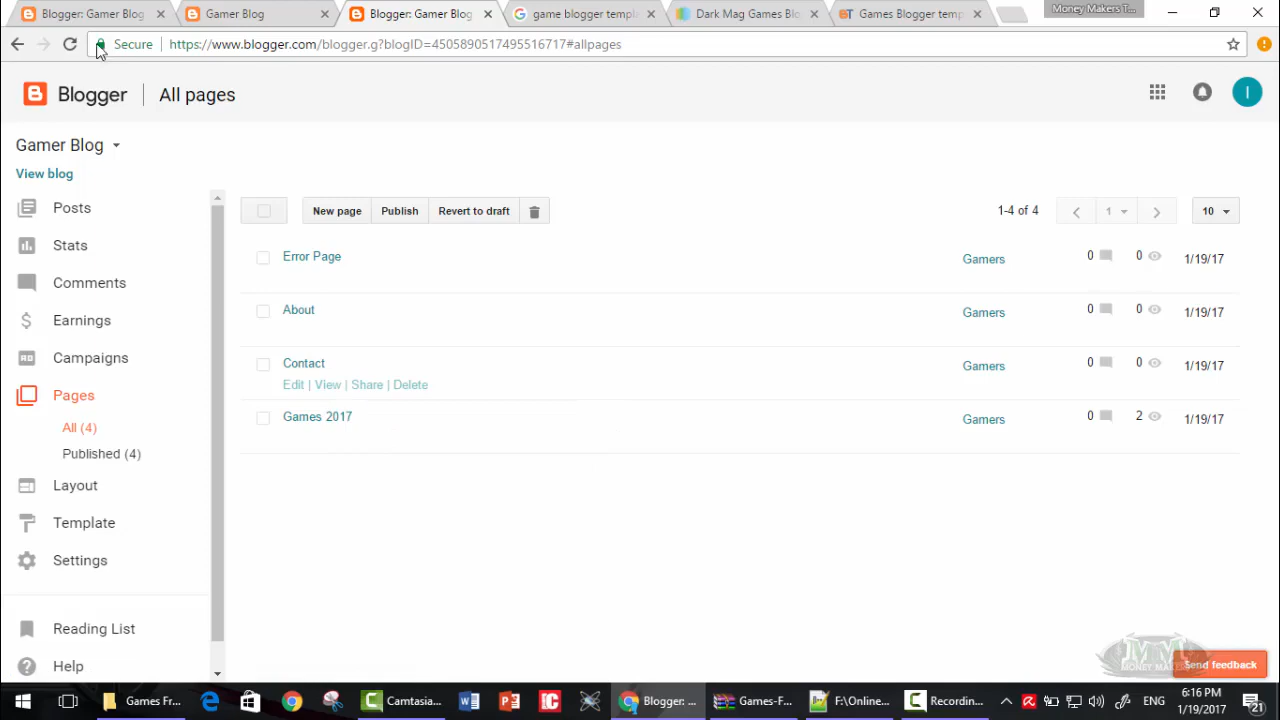 Blogger: Gamer Blog
Gamer Blog
Blogger: Gamer Blog
game blogger templ
Dark Mag Games Blo
Games Blogger temp
Money Makers T...
Secure
https://www.blogger.com/blogger.g?blogID=4505890517495516717#allpages
Blogger
All pages
I
Gamer Blog
View blog
Posts
Stats
Comments
Earnings
Campaigns
Pages
All (4)
Published (4)
Layout
Template
Settings
Reading List
Help
New page
Publish
Revert to draft
1-4 of 4
1
10
Error Page
Gamers
0
0
1/19/17
About
Gamers
0
0
1/19/17
Contact
Edit | View | Share | Delete
Gamers
0
0
1/19/17
Games 2017
Gamers
0
2
1/19/17
MM
Send feedback
Games Fr...
Camtasia...
Blogger: ...
Games-F...
F:\Online...
Recordin...
ENG
6:16 PM
1/19/2017
21